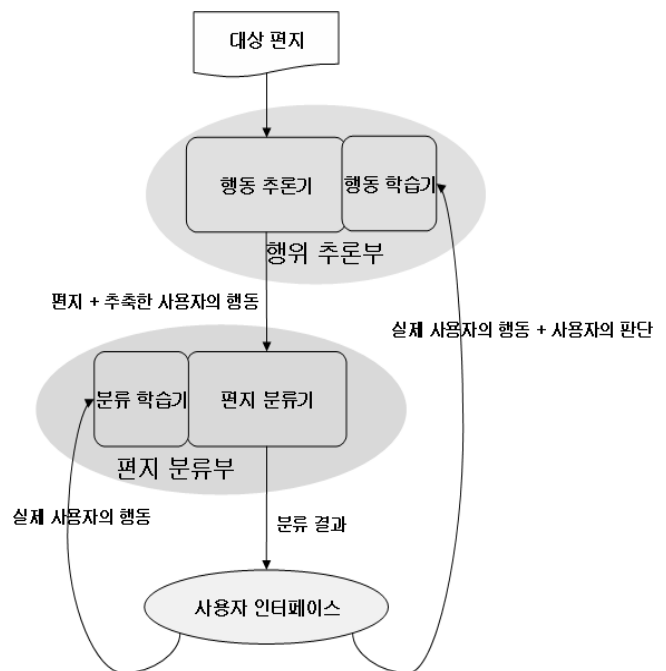 대상 편지
행동 추론기
행동 학습기
행위 추론부
편지 + 추축한 사용자의 행동
실제 사용자의 행동 + 사용자의 판단
분류 학습기
편지 분류기
편지 분류부
실제 사용자의 행동
분류 결과
사용자 인터페이스